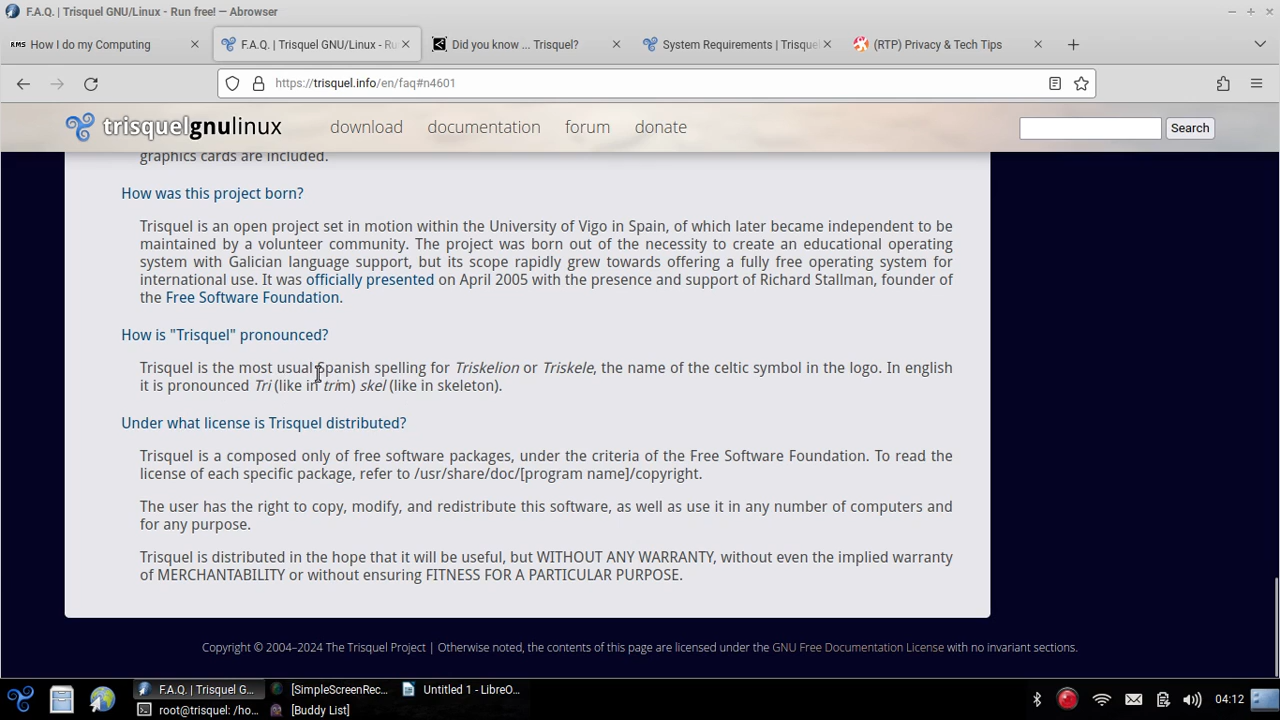 F.A.Q. | Trisquel GNU/Linux - Run free! — Abrowser
RMS How I do my Computing
F.A.Q. | Trisquel GNU/Linux - Ru
Did you know ... Trisquel?
System Requirements | Trisque
(RTP) Privacy & Tech Tips
https://trisquel.info/en/faq#n4601
trisquelgnulinux
download
documentation
forum
donate
Search
graphics cards are included.
How was this project born?
Trisquel is an open project set in motion within the University of Vigo in Spain, of which later became independent to be
maintained by a volunteer community. The project was born out of the necessity to create an educational operating
system with Galician language support, but its scope rapidly grew towards offering a fully free operating system for
international use. It was officially presented on April 2005 with the presence and support of Richard Stallman, founder of
the Free Software Foundation.
How is "Trisquel" pronounced?
Trisquel is the most usual Spanish spelling for Triskelion or Triskele, the name of the celtic symbol in the logo. In english
it is pronounced Tri (like in trim) skel (like in skeleton).
Under what license is Trisquel distributed?
Trisquel is a composed only of free software packages, under the criteria of the Free Software Foundation. To read the
license of each specific package, refer to /usr/share/doc/[program name]/copyright.
The user has the right to copy, modify, and redistribute this software, as well as use it in any number of computers and
for any purpose.
Trisquel is distributed in the hope that it will be useful, but WITHOUT ANY WARRANTY, without even the implied warranty
of MERCHANTABILITY or without ensuring FITNESS FOR A PARTICULAR PURPOSE.
Copyright © 2004–2024 The Trisquel Project | Otherwise noted, the contents of this page are licensed under the GNU Free Documentation License with no invariant sections.
F.A.Q. | Trisquel G...
[SimpleScreenRec...
Untitled 1 - LibreO...
root@trisquel: /ho...
[Buddy List]
04:12